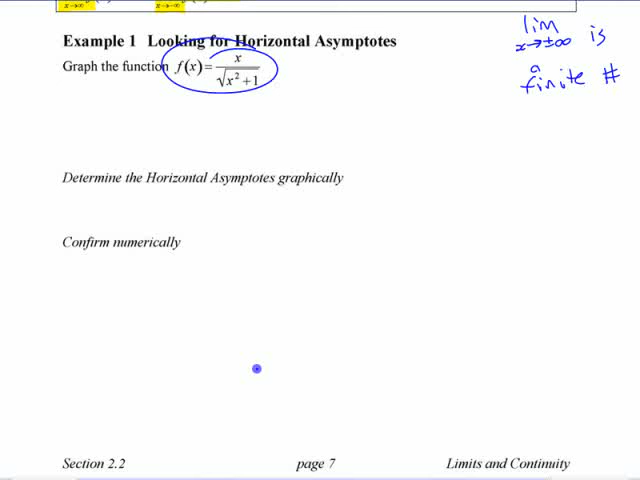 x→∞ x→-∞
Example 1 Looking for Horizontal Asymptotes
Graph the function f(x) = x / √(x² + 1)
lim x→±∞ is
a
finite #
Determine the Horizontal Asymptotes graphically
Confirm numerically
Section 2.2 page 7 Limits and Continuity